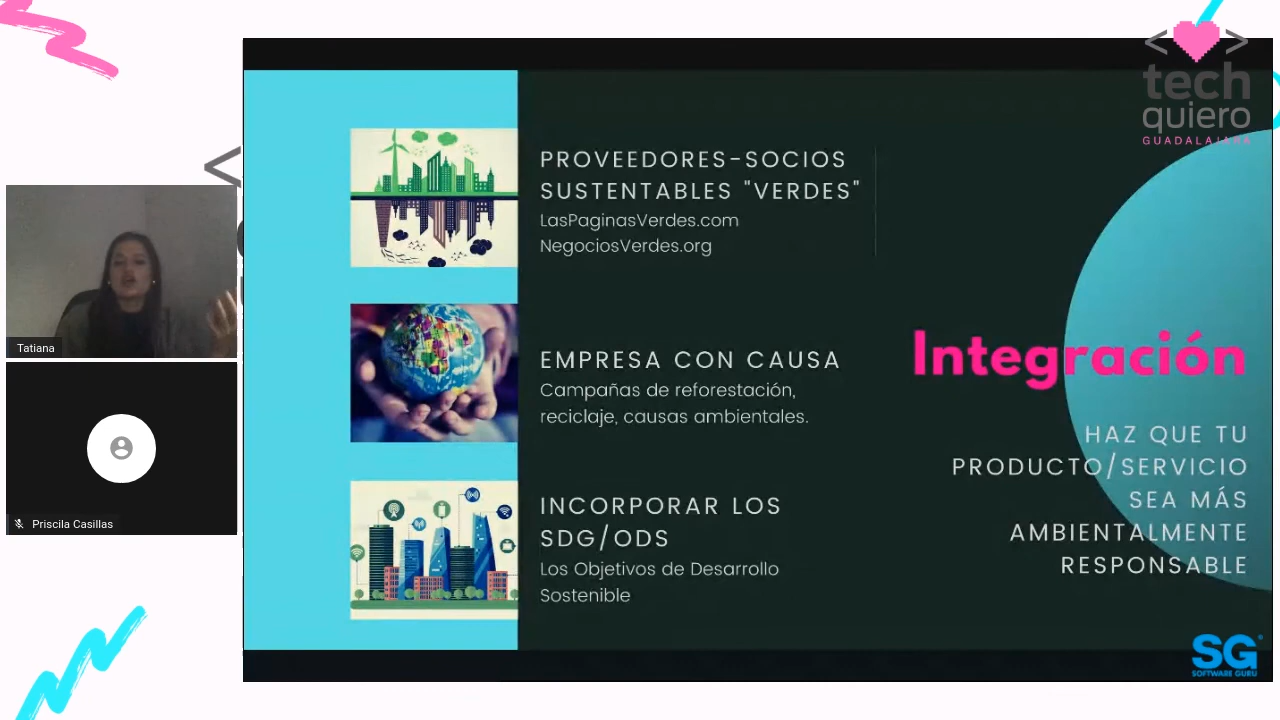 tech
quiero
GUADALAJARA
PROVEEDORES-SOCIOS
SUSTENTABLES "VERDES"
LasPaginasVerdes.com
NegociosVerdes.org
EMPRESA CON CAUSA
Campañas de reforestación,
reciclaje, causas ambientales.
INCORPORAR LOS
SDG/ODS
Los Objetivos de Desarrollo
Sostenible
Integración
HAZ QUE TU
PRODUCTO/SERVICIO
SEA MÁS
AMBIENTALMENTE
RESPONSABLE
Tatiana
Priscila Casillas
SG
SOFTWARE GURU